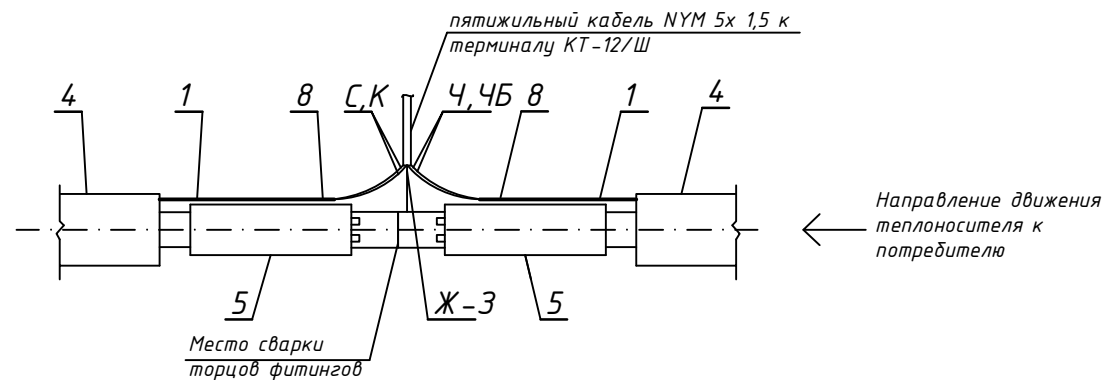 пятижильный кабель NYM 5х 1,5 к
терминалу КТ-12/Ш
4 1 8 С,К Ч,ЧБ 8 1 4
Направление движения
теплоносителя к
потребителю
5 Ж-З 5
Место сварки
торцов фитингов